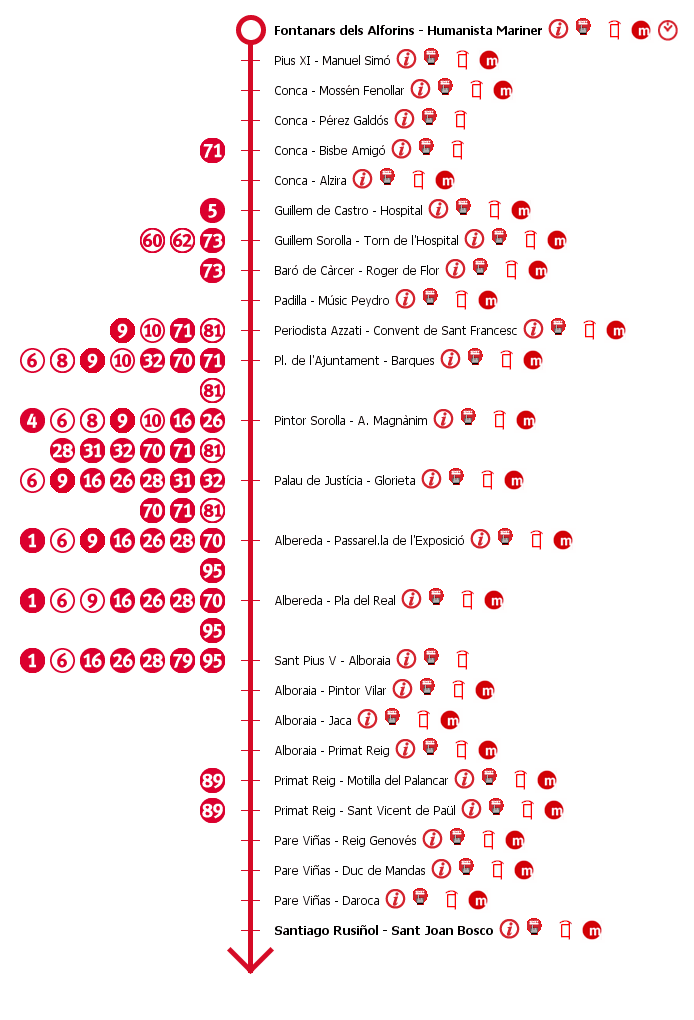 Fontanars dels Alforins - Humanista Mariner i m
Pius XI - Manuel Simó i m
Conca - Mossén Fenollar i m
Conca - Pérez Galdós i
71 Conca - Bisbe Amigó i
Conca - Alzira i m
5 Guillem de Castro - Hospital i m
60 62 73 Guillem Sorolla - Torn de l'Hospital i m
73 Baró de Càrcer - Roger de Flor i m
Padilla - Músic Peydro i m
9 10 71 81 Periodista Azzati - Convent de Sant Francesc i m
6 8 9 10 32 70 71 Pl. de l'Ajuntament - Barques i m
81
4 6 8 9 10 16 26 Pintor Sorolla - A. Magnànim i m
28 31 32 70 71 81
6 9 16 26 28 31 32 Palau de Justícia - Glorieta i m
70 71 81
1 6 9 16 26 28 70 Albereda - Passarel.la de l'Exposició i m
95
1 6 9 16 26 28 70 Albereda - Pla del Real i m
95
1 6 16 26 28 79 95 Sant Pius V - Alboraia i
Alboraia - Pintor Vilar i m
Alboraia - Jaca i m
Alboraia - Primat Reig i m
89 Primat Reig - Motilla del Palancar i m
89 Primat Reig - Sant Vicent de Paül i m
Pare Viñas - Reig Genovés i m
Pare Viñas - Duc de Mandas i m
Pare Viñas - Daroca i m
Santiago Rusiñol - Sant Joan Bosco i m